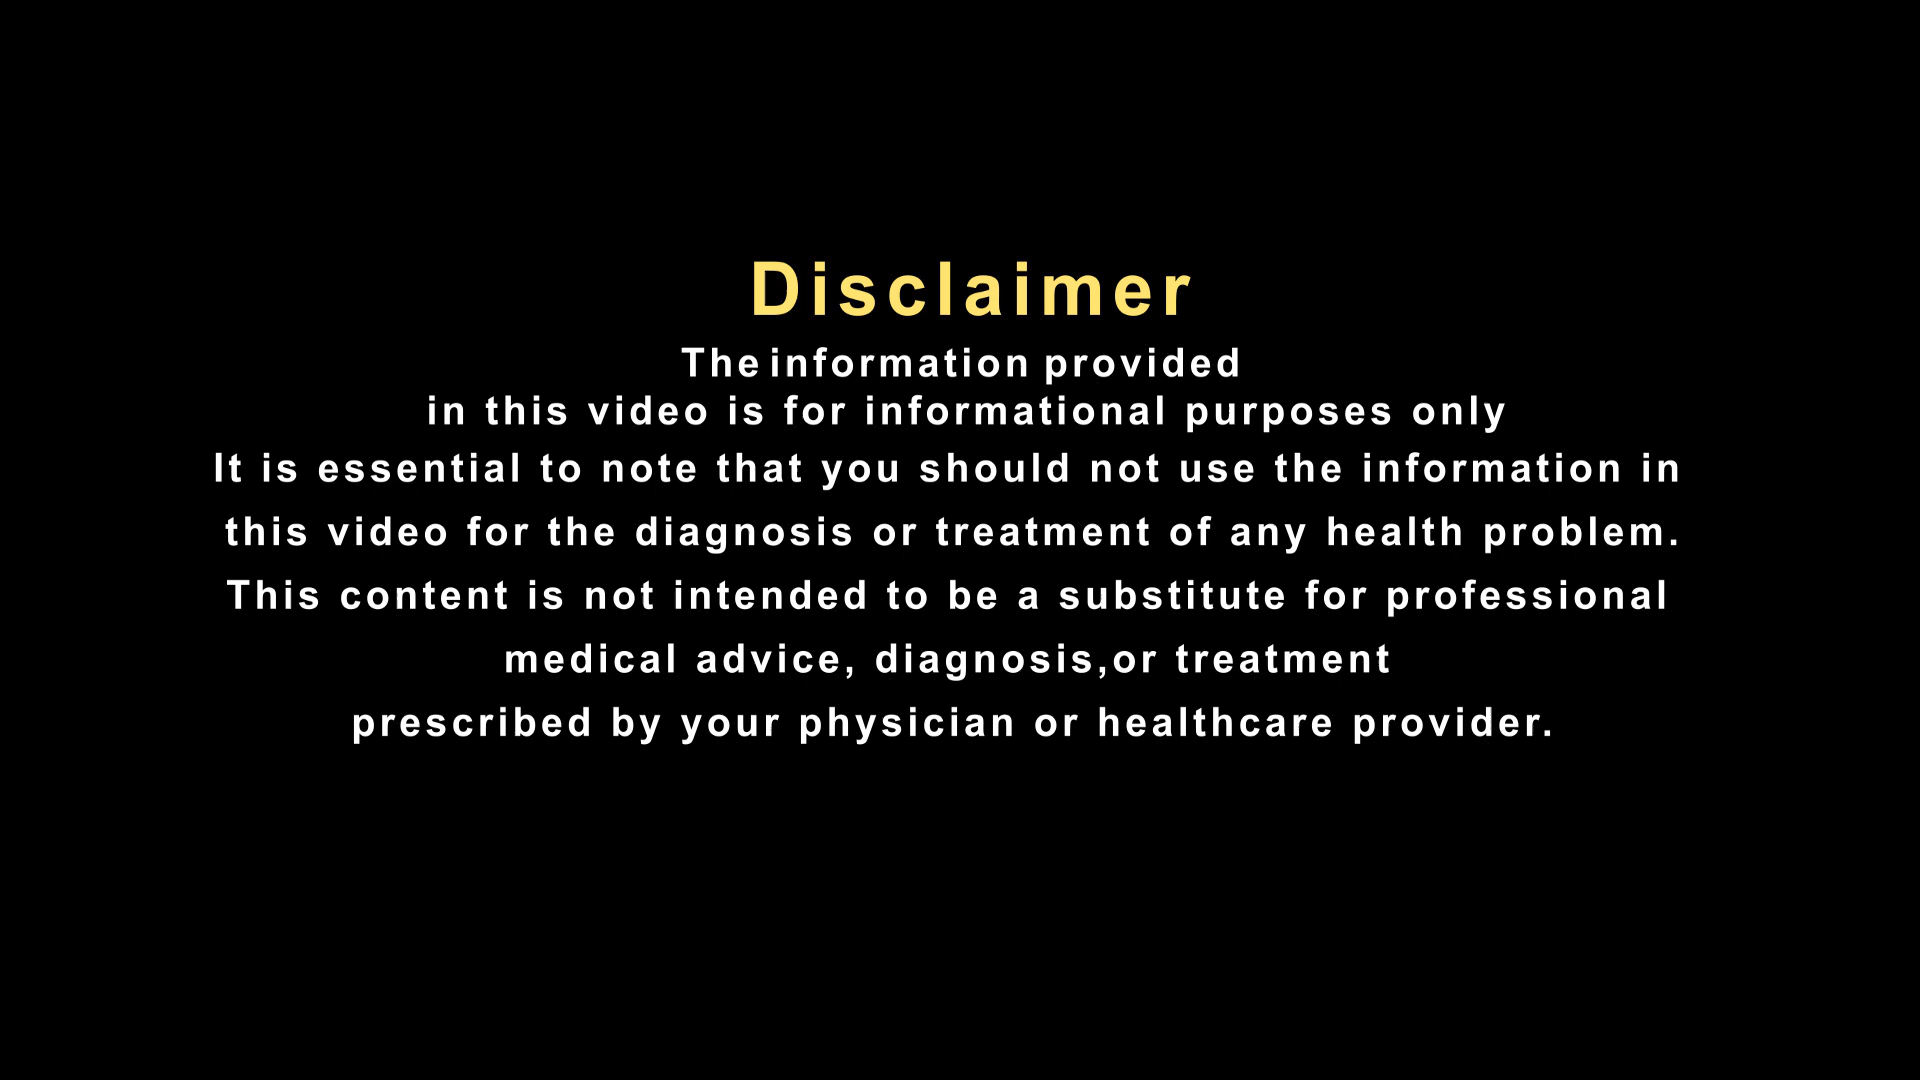 Disclaimer
The information provided
in this video is for informational purposes only
It is essential to note that you should not use the information in
this video for the diagnosis or treatment of any health problem.
This content is not intended to be a substitute for professional
medical advice, diagnosis,or treatment
prescribed by your physician or healthcare provider.